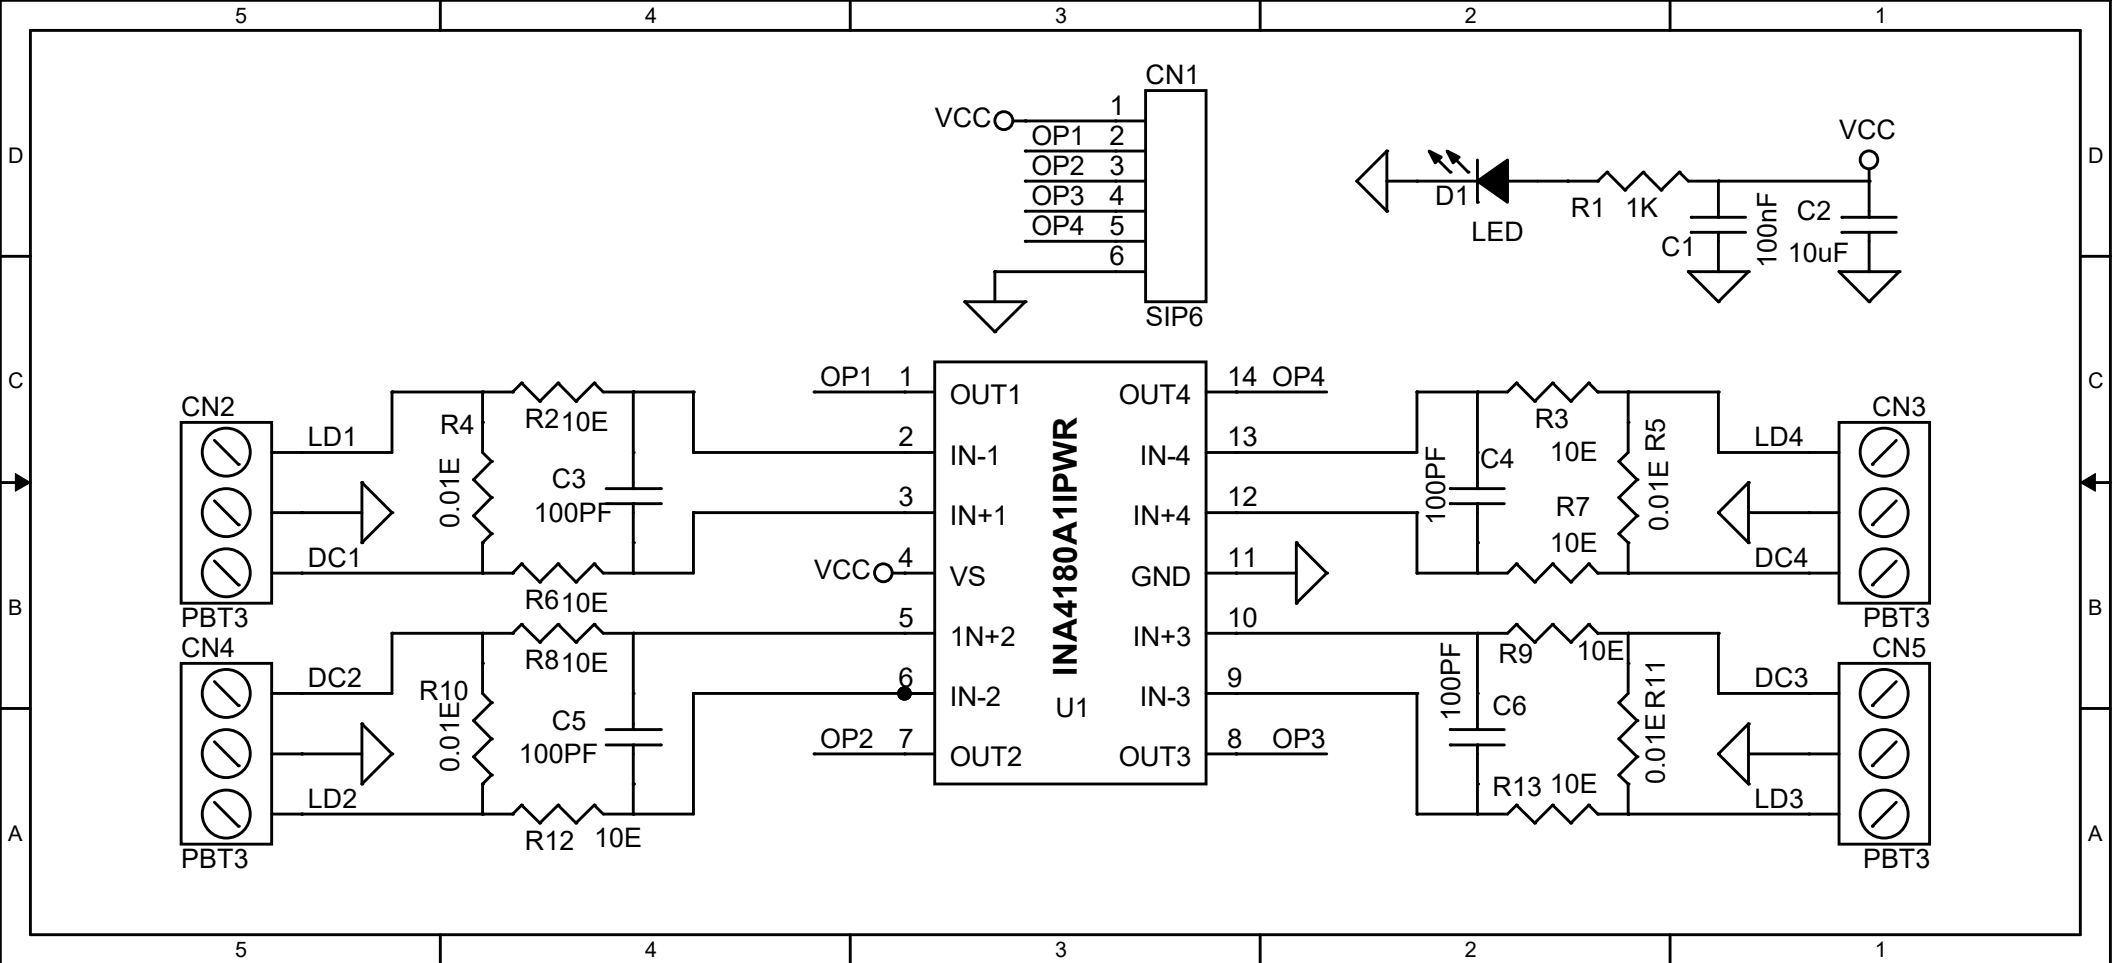 5 4 3 2 1
D D
C C
B B
A A
CN1
VCC 1
OP1 2
OP2 3
OP3 4
OP4 5
6
SIP6
VCC
D1
LED
R1 1K
C1 100nF
C2
10uF
CN2
LD1
DC1
PBT3
R4
0.01E
R2 10E
C3
100PF
R6 10E
CN4
DC2
LD2
PBT3
R10
0.01E
R8 10E
C5
100PF
R12 10E
OP1 1 OUT1
2 IN-1
3 IN+1
VCC 4 VS
5 1N+2
6 IN-2
OP2 7 OUT2
INA4180A1IPWR
U1
OUT4 14 OP4
IN-4 13
IN+4 12
GND 11
IN+3 10
IN-3 9
OUT3 8 OP3
R3
10E
100PF C4
R7
10E
0.01E R5
CN3
LD4
DC4
PBT3
R9 10E
100PF C6
R13 10E
0.01E R11
CN5
DC3
LD3
PBT3
5 4 3 2 1